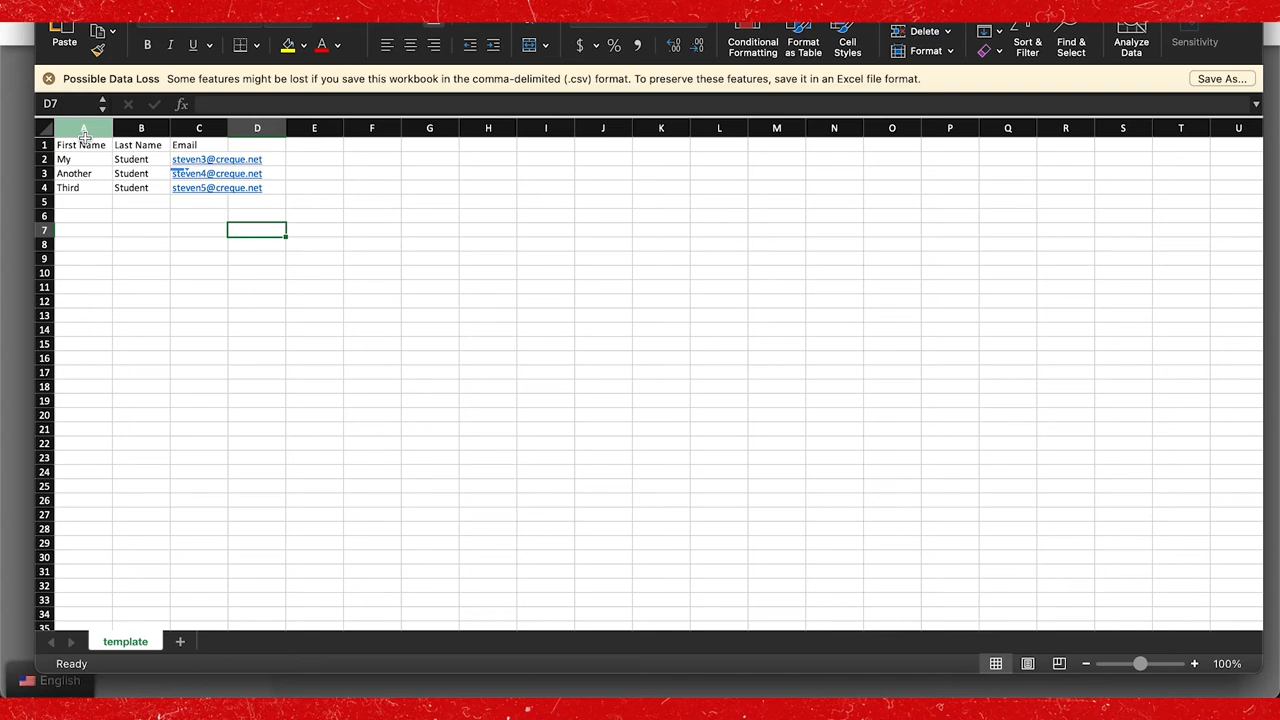 Paste
B I U A $ % ,
Conditional Formatting
Format as Table
Cell Styles
Delete
Format
Sort & Filter
Find & Select
Analyze Data
Sensitivity
Possible Data Loss Some features might be lost if you save this workbook in the comma-delimited (.csv) format. To preserve these features, save it in an Excel file format. Save As...
D7 fx
A B C D E F G H I J K L M N O P Q R S T U
1 First Name Last Name Email
2 My Student steven3@creque.net
3 Another Student steven4@creque.net
4 Third Student steven5@creque.net
5
6
7
8
9
10
11
12
13
14
15
16
17
18
19
20
21
22
23
24
25
26
27
28
29
30
31
32
33
34
35
template +
Ready 100%
English